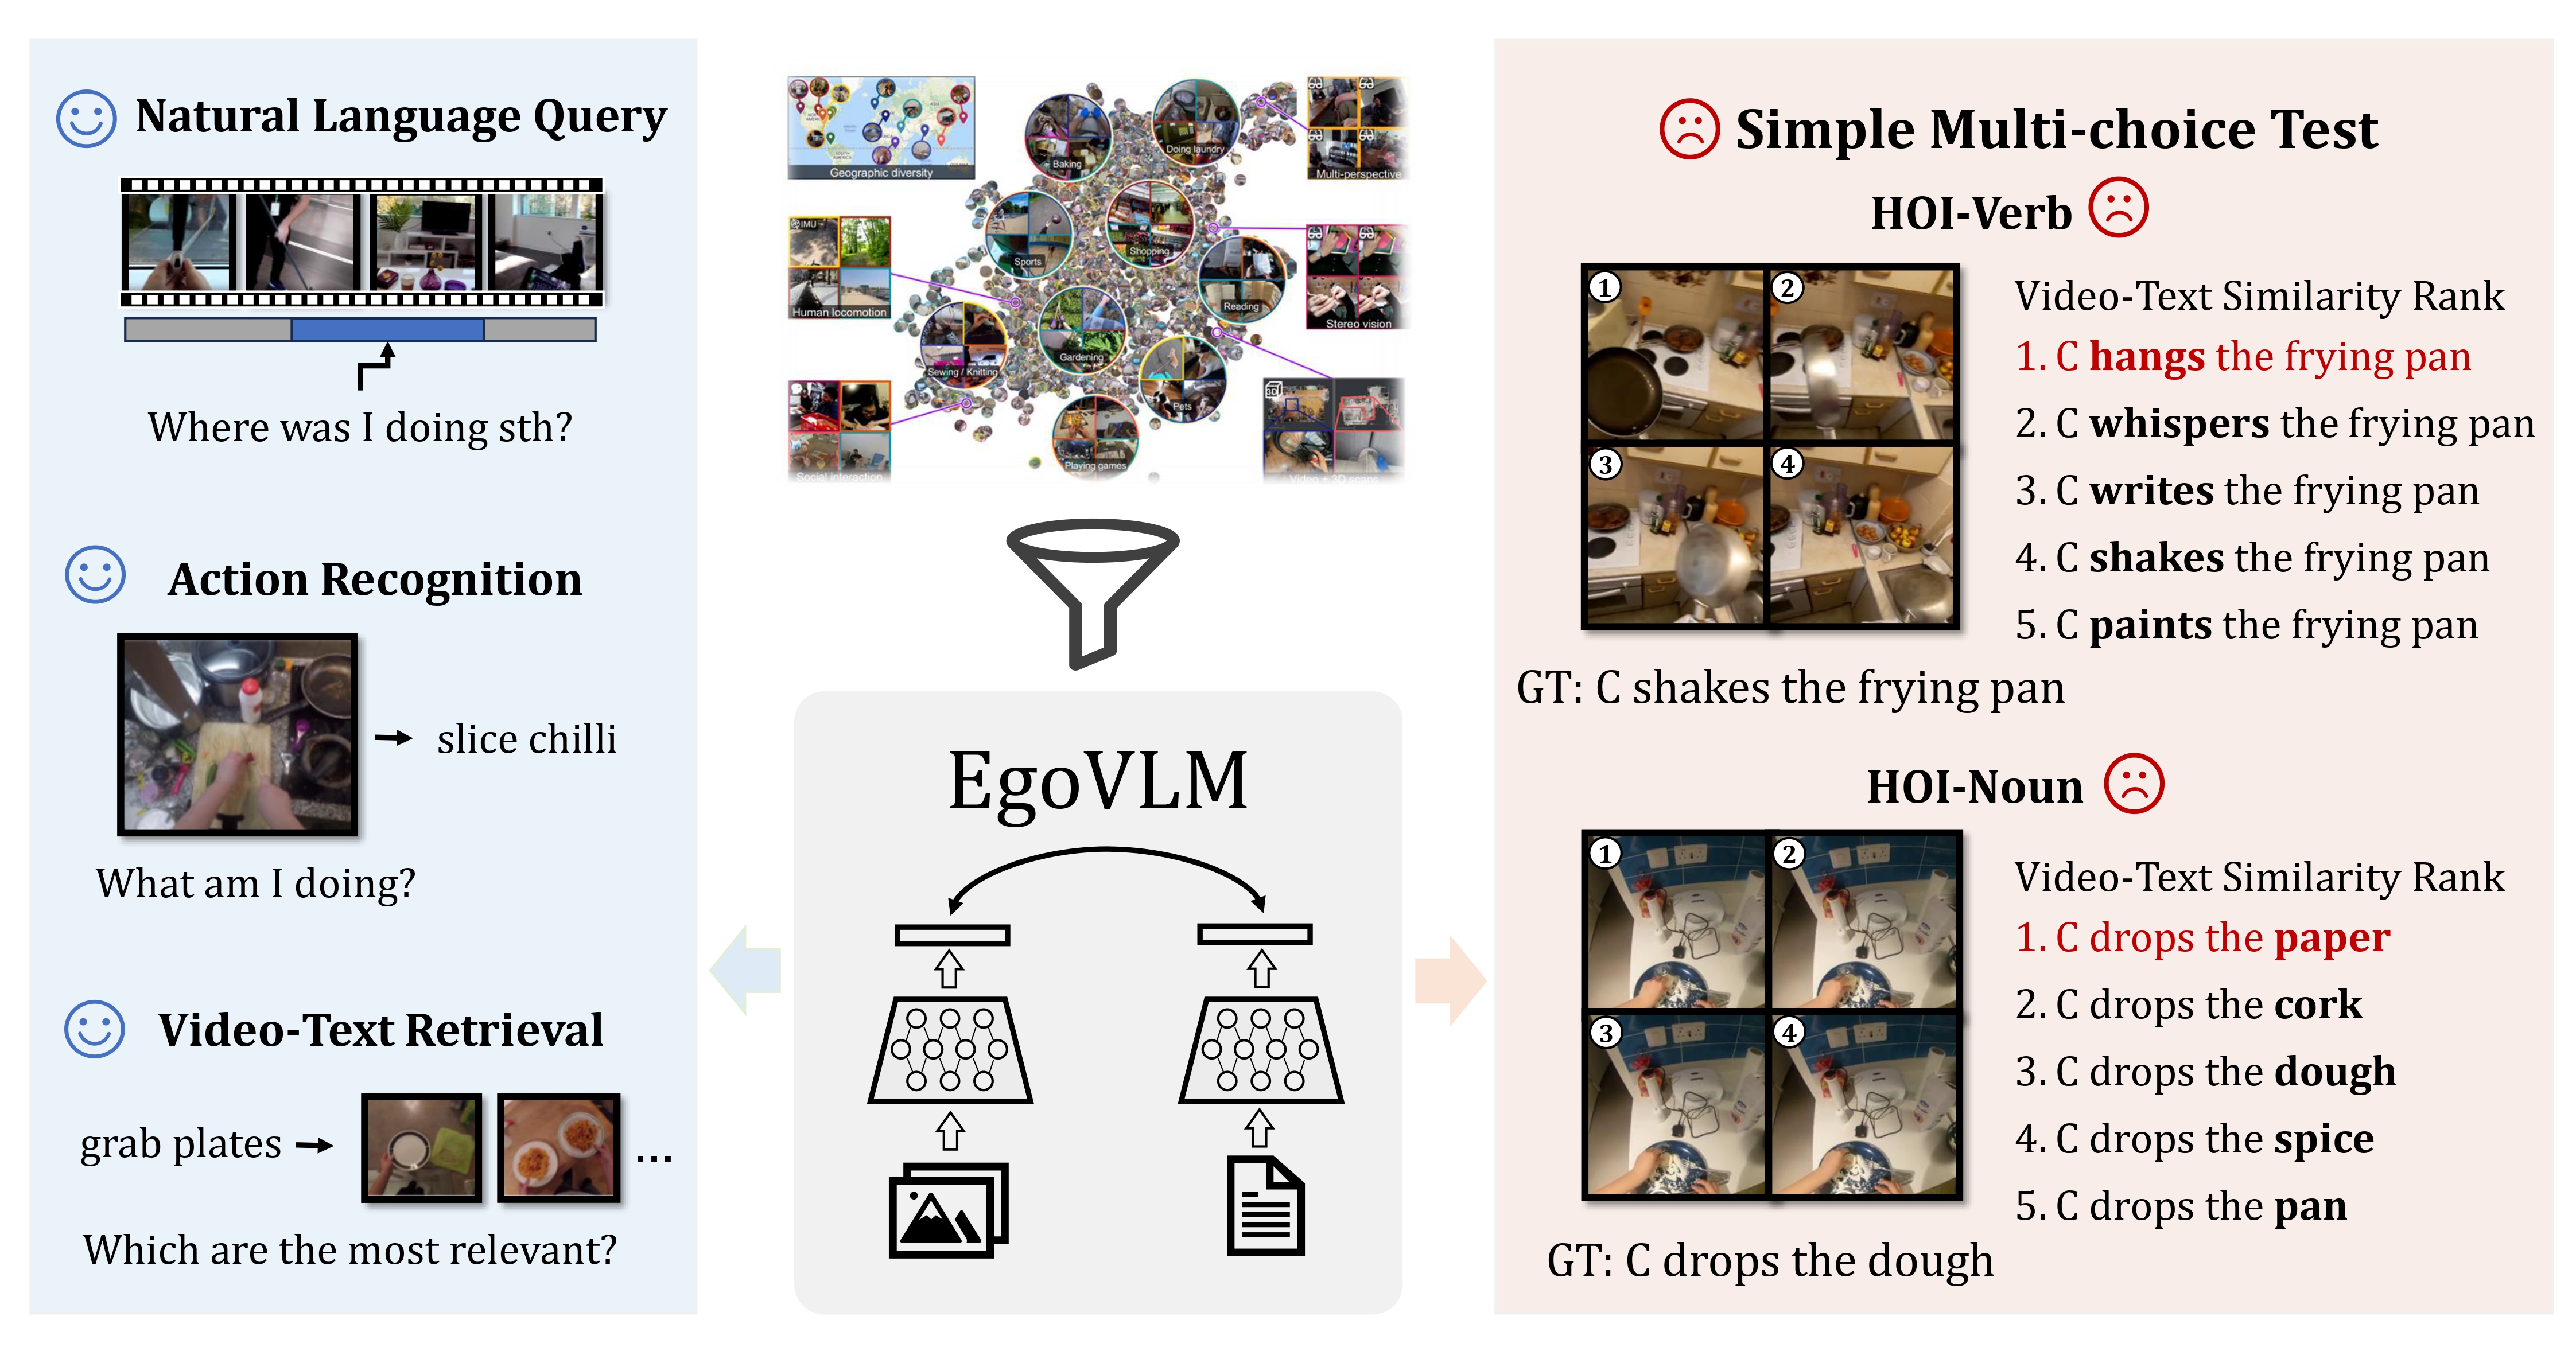 Natural Language Query
Where was I doing sth?
Action Recognition
slice chilli
What am I doing?
Video-Text Retrieval
grab plates
...
Which are the most relevant?
Geographic diversity
Baking
Doing laundry
Multi-perspective
IMU
Human locomotion
Sports
Shopping
Reading
Stereo vision
Sewing / Knitting
Gardening
Pets
Social interaction
Playing games
Video + 3D scans
EgoVLM
Simple Multi-choice Test
HOI-Verb
1
2
3
4
Video-Text Similarity Rank
1. C hangs the frying pan
2. C whispers the frying pan
3. C writes the frying pan
4. C shakes the frying pan
5. C paints the frying pan
GT: C shakes the frying pan
HOI-Noun
1
2
3
4
Video-Text Similarity Rank
1. C drops the paper
2. C drops the cork
3. C drops the dough
4. C drops the spice
5. C drops the pan
GT: C drops the dough